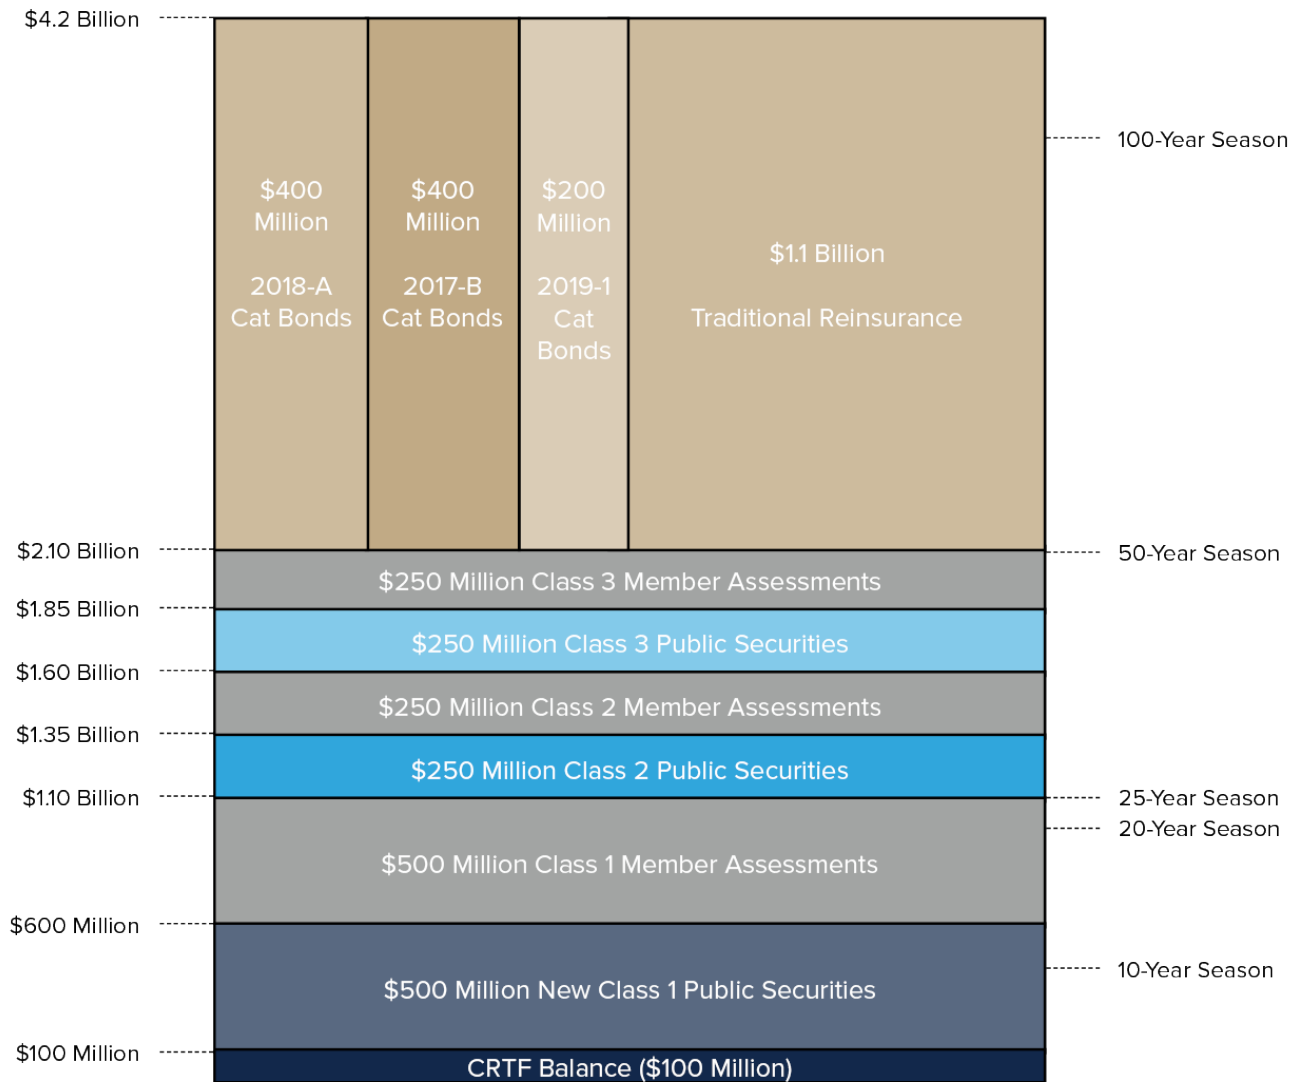 $4.2 Billion
100-Year Season
$400
Million
2018-A
Cat Bonds
$400
Million
2017-B
Cat Bonds
$200
Million
2019-1
Cat
Bonds
$1.1 Billion
Traditional Reinsurance
$2.10 Billion
50-Year Season
$250 Million Class 3 Member Assessments
$1.85 Billion
$250 Million Class 3 Public Securities
$1.60 Billion
$250 Million Class 2 Member Assessments
$1.35 Billion
$250 Million Class 2 Public Securities
$1.10 Billion
25-Year Season
20-Year Season
$500 Million Class 1 Member Assessments
$600 Million
10-Year Season
$500 Million New Class 1 Public Securities
$100 Million
CRTF Balance ($100 Million)